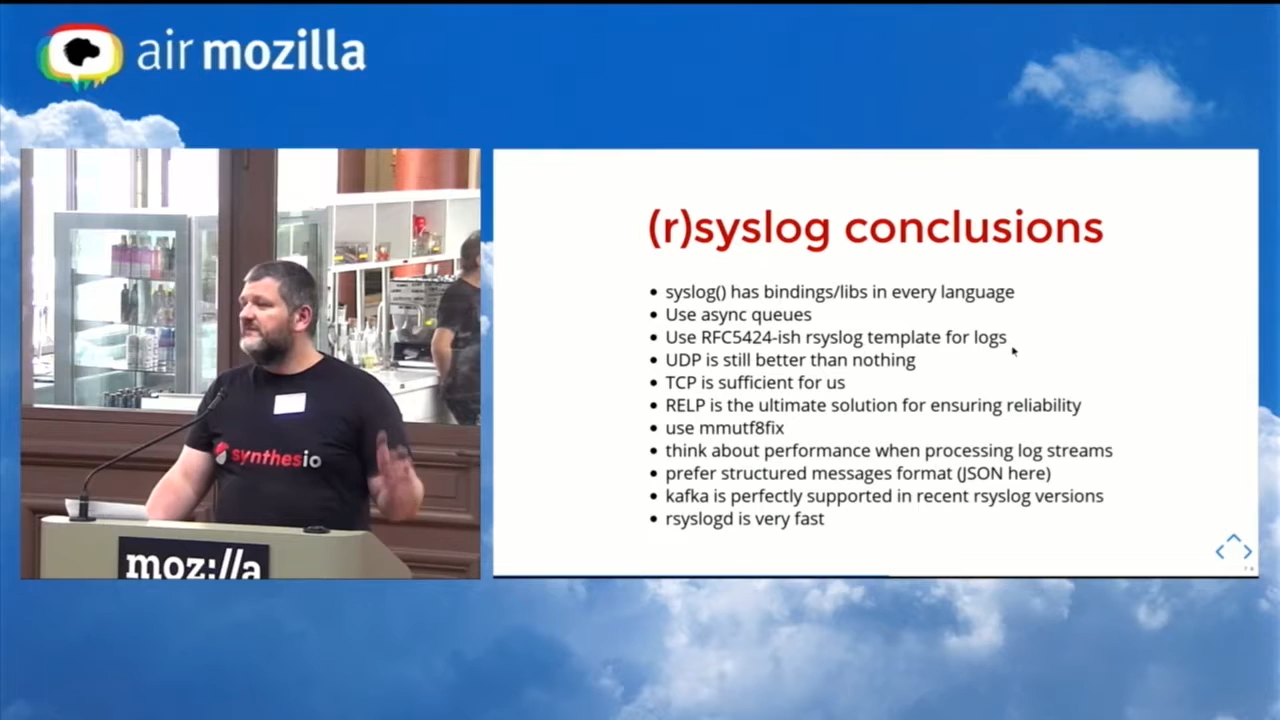 air mozilla
synthesio
moz://a
(r)syslog conclusions
• syslog() has bindings/libs in every language
• Use async queues
• Use RFC5424-ish rsyslog template for logs
• UDP is still better than nothing
• TCP is sufficient for us
• RELP is the ultimate solution for ensuring reliability
• use mmutf8fix
• think about performance when processing log streams
• prefer structured messages format (JSON here)
• kafka is perfectly supported in recent rsyslog versions
• rsyslogd is very fast